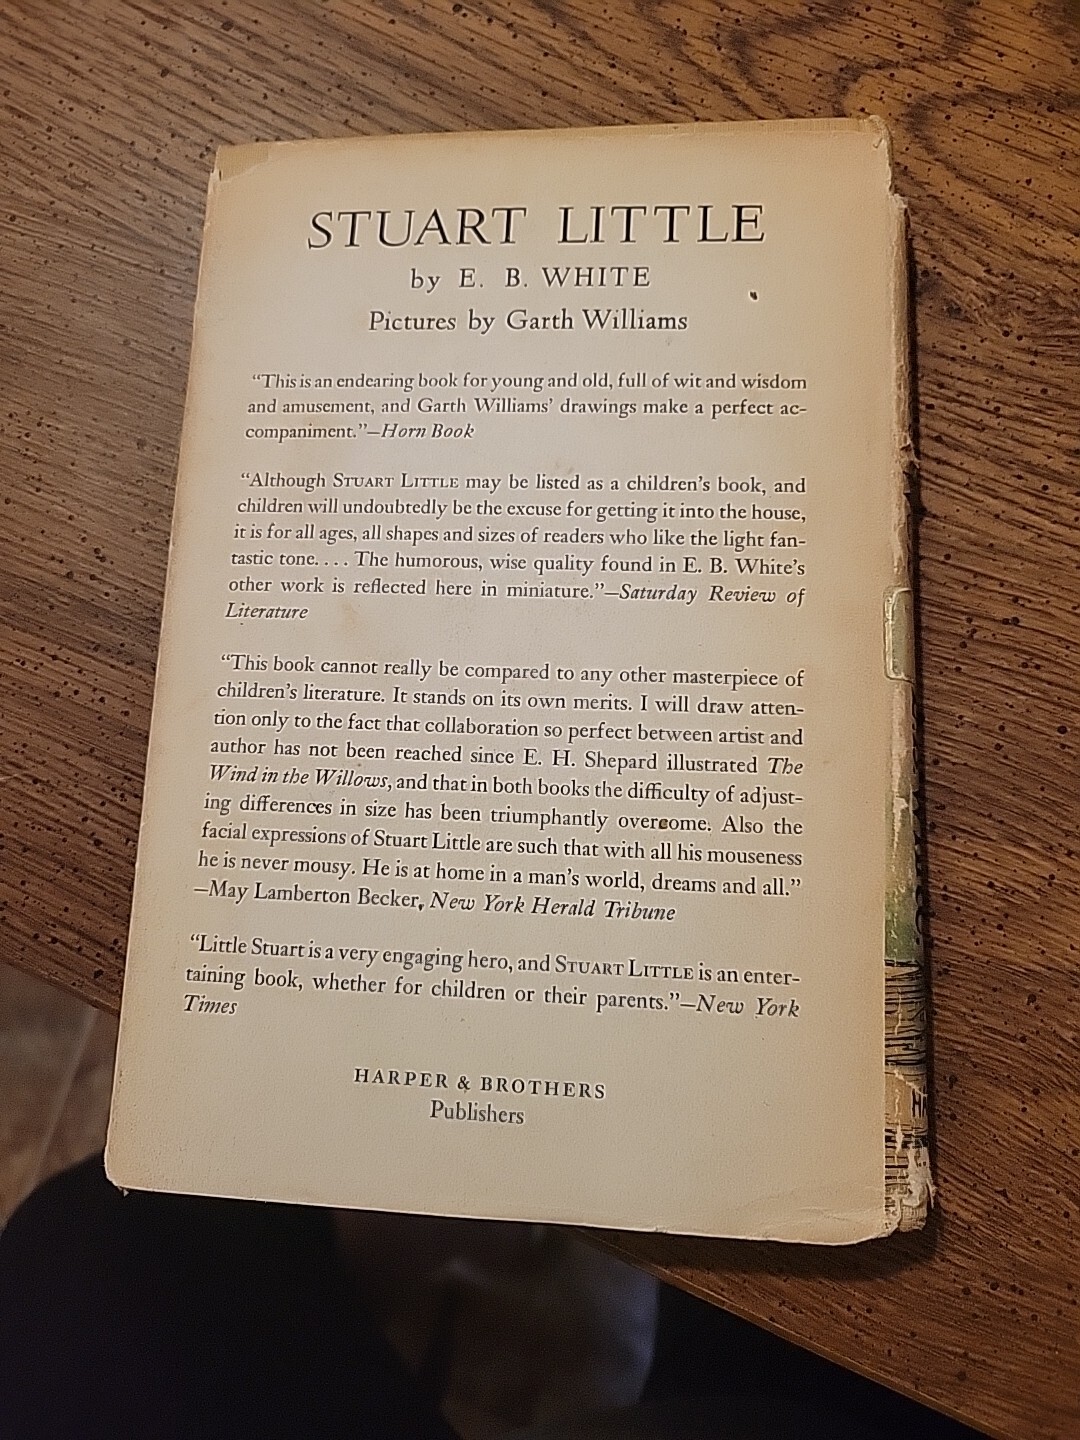 STUART LITTLE
by E. B. WHITE
Pictures by Garth Williams
“This is an endearing book for young and old, full of wit and wisdom
and amusement, and Garth Williams’ drawings make a perfect ac-
companiment.”—Horn Book
“Although STUART LITTLE may be listed as a children’s book, and
children will undoubtedly be the excuse for getting it into the house,
it is for all ages, all shapes and sizes of readers who like the light fan-
tastic tone. . . . The humorous, wise quality found in E. B. White’s
other work is reflected here in miniature.”—Saturday Review of
Literature
“This book cannot really be compared to any other masterpiece of
children’s literature. It stands on its own merits. I will draw atten-
tion only to the fact that collaboration so perfect between artist and
author has not been reached since E. H. Shepard illustrated The
Wind in the Willows, and that in both books the difficulty of adjust-
ing differences in size has been triumphantly overcome. Also the
facial expressions of Stuart Little are such that with all his mouseness
he is never mousy. He is at home in a man’s world, dreams and all.”
—May Lamberton Becker, New York Herald Tribune
“Little Stuart is a very engaging hero, and STUART LITTLE is an enter-
taining book, whether for children or their parents.”—New York
Times
HARPER & BROTHERS
Publishers